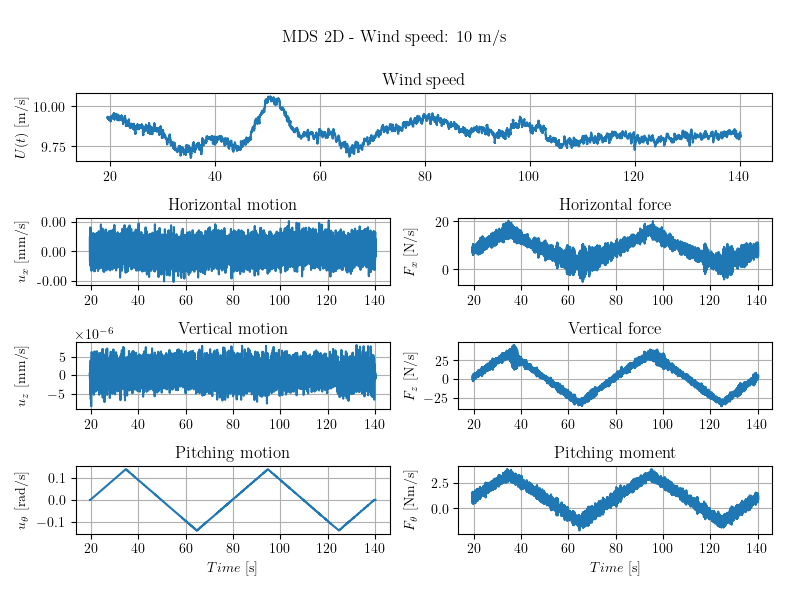 MDS 2D - Wind speed: 10 m/s
Wind speed
U(t) [m/s]
10.00
9.75
20 40 60 80 100 120 140
Horizontal motion
u_x [mm/s]
0.00
0.00
-0.00
20 40 60 80 100 120 140
Horizontal force
F_x [N/s]
20
0
20 40 60 80 100 120 140
Vertical motion
×10⁻⁶
u_z [mm/s]
5
0
−5
20 40 60 80 100 120 140
Vertical force
F_z [N/s]
25
0
−25
20 40 60 80 100 120 140
Pitching motion
u_θ [rad/s]
0.1
0.0
−0.1
20 40 60 80 100 120 140
Time [s]
Pitching moment
F_θ [Nm/s]
2.5
0.0
20 40 60 80 100 120 140
Time [s]